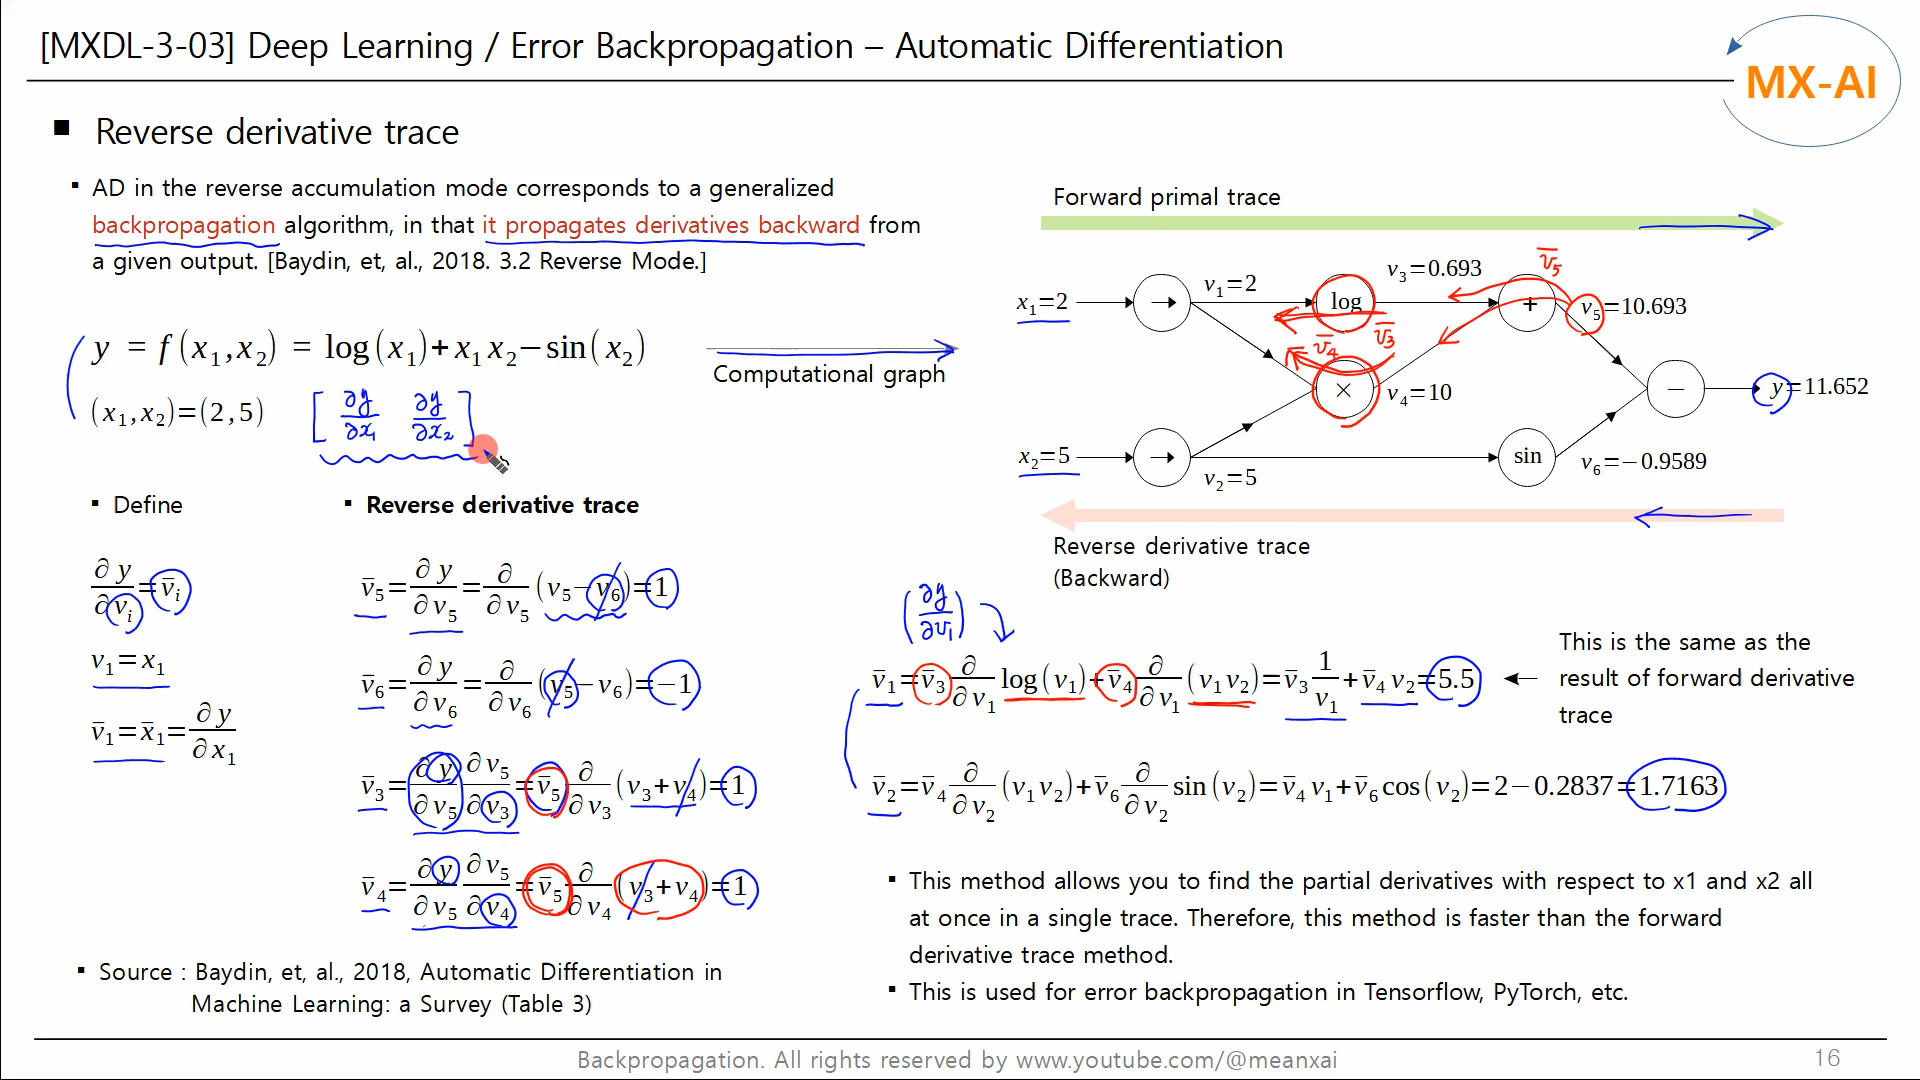 [MXDL-3-03] Deep Learning / Error Backpropagation – Automatic Differentiation
MX-AI
■ Reverse derivative trace
▪ AD in the reverse accumulation mode corresponds to a generalized
backpropagation algorithm, in that it propagates derivatives backward from
a given output. [Baydin, et, al., 2018. 3.2 Reverse Mode.]
y = f(x₁,x₂) = log(x₁)+x₁x₂−sin(x₂)
(x₁,x₂)=(2,5)
[∂y/∂x₁ ∂y/∂x₂]
Computational graph
Forward primal trace
x₁=2
→
v₁=2
log
v₃=0.693
+
v̄₅
v₅=10.693
v̄₃
v̄₄
×
v₄=10
−
y=11.652
x₂=5
→
v₂=5
sin
v₆=−0.9589
Reverse derivative trace
(Backward)
▪ Define
∂y/∂vᵢ=v̄ᵢ
v₁=x₁
v̄₁=x̄₁=∂y/∂x₁
▪ Reverse derivative trace
v̄₅=∂y/∂v₅=∂/∂v₅(v₅−v₆)=1
v̄₆=∂y/∂v₆=∂/∂v₆(v₅−v₆)=−1
v̄₃=∂y/∂v₅ ∂v₅/∂v₃=v̄₅ ∂/∂v₃(v₃+v₄)=1
v̄₄=∂y/∂v₅ ∂v₅/∂v₄=v̄₅ ∂/∂v₄(v₃+v₄)=1
(∂y/∂v₁)
v̄₁=v̄₃ ∂/∂v₁ log(v₁)+v̄₄ ∂/∂v₁(v₁v₂)=v̄₃ 1/v₁+v̄₄v₂=5.5
← This is the same as the
result of forward derivative
trace
v̄₂=v̄₄ ∂/∂v₂(v₁v₂)+v̄₆ ∂/∂v₂ sin(v₂)=v̄₄v₁+v̄₆cos(v₂)=2−0.2837=1.7163
▪ This method allows you to find the partial derivatives with respect to x1 and x2 all
at once in a single trace. Therefore, this method is faster than the forward
derivative trace method.
▪ This is used for error backpropagation in Tensorflow, PyTorch, etc.
▪ Source : Baydin, et, al., 2018, Automatic Differentiation in
Machine Learning: a Survey (Table 3)
Backpropagation. All rights reserved by www.youtube.com/@meanxai
16